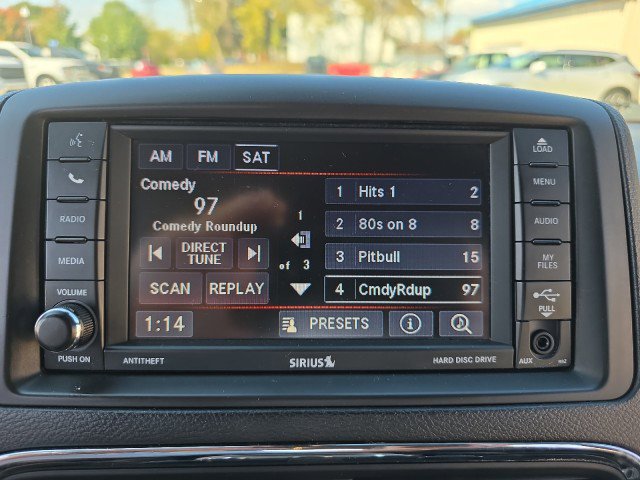 LOAD
AM FM SAT
MENU
Comedy
97
Comedy Roundup
1 Hits 1 2
RADIO
1
2 80s on 8 8
AUDIO
DIRECT
TUNE
of 3
3 Pitbull 15
MEDIA
MY
FILES
SCAN REPLAY
4 CmdyRdup 97
VOLUME
PULL
1:14
PRESETS
i
PUSH ON
ANTITHEFT
SIRIUS
HARD DISC DRIVE
AUX